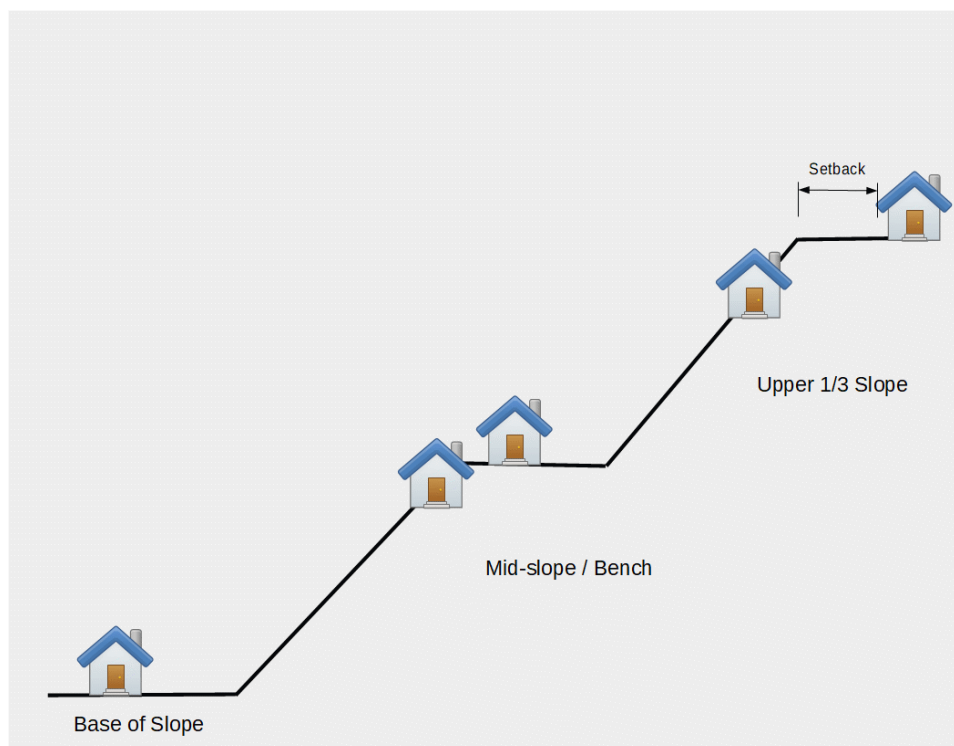 Setback
Upper 1/3 Slope
Mid-slope / Bench
Base of Slope